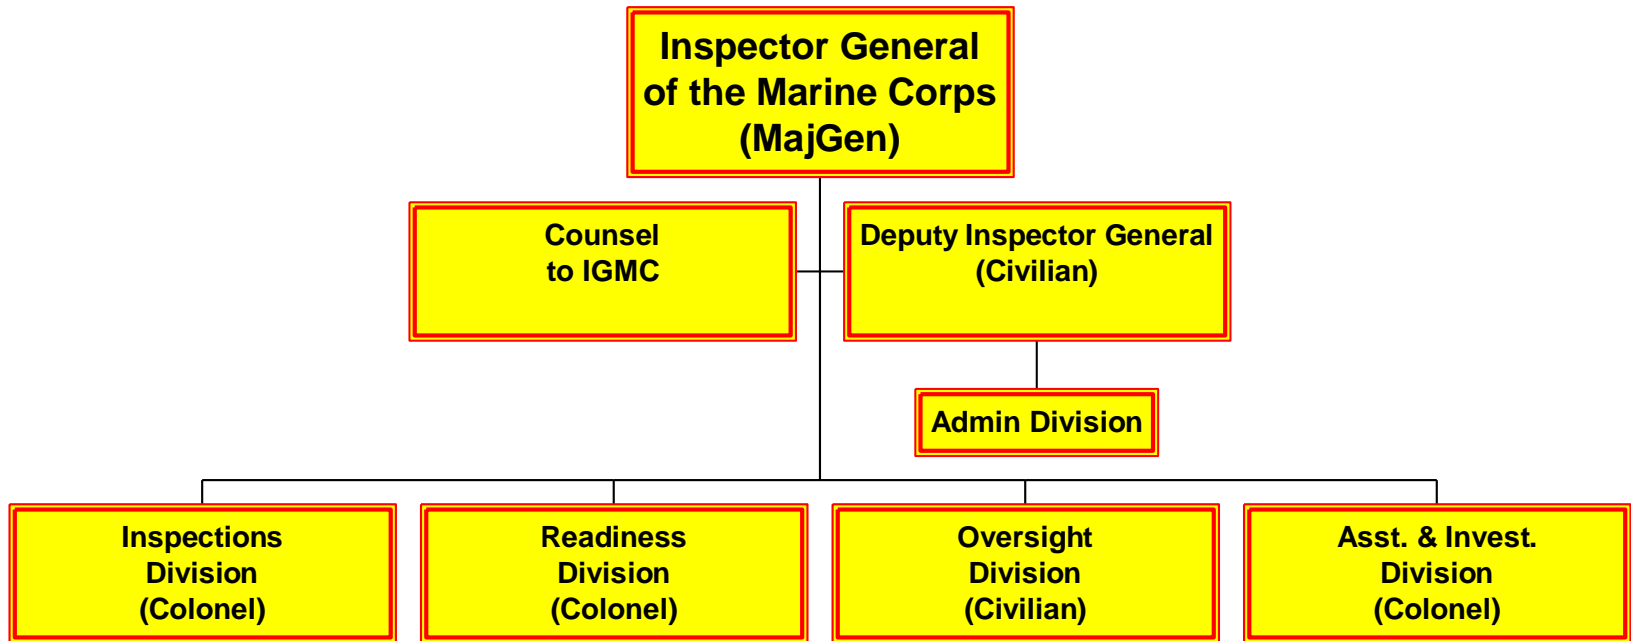 Inspector General
of the Marine Corps
(MajGen)
Counsel
to IGMC
Deputy Inspector General
(Civilian)
Admin Division
Inspections
Division
(Colonel)
Readiness
Division
(Colonel)
Oversight
Division
(Civilian)
Asst. & Invest.
Division
(Colonel)